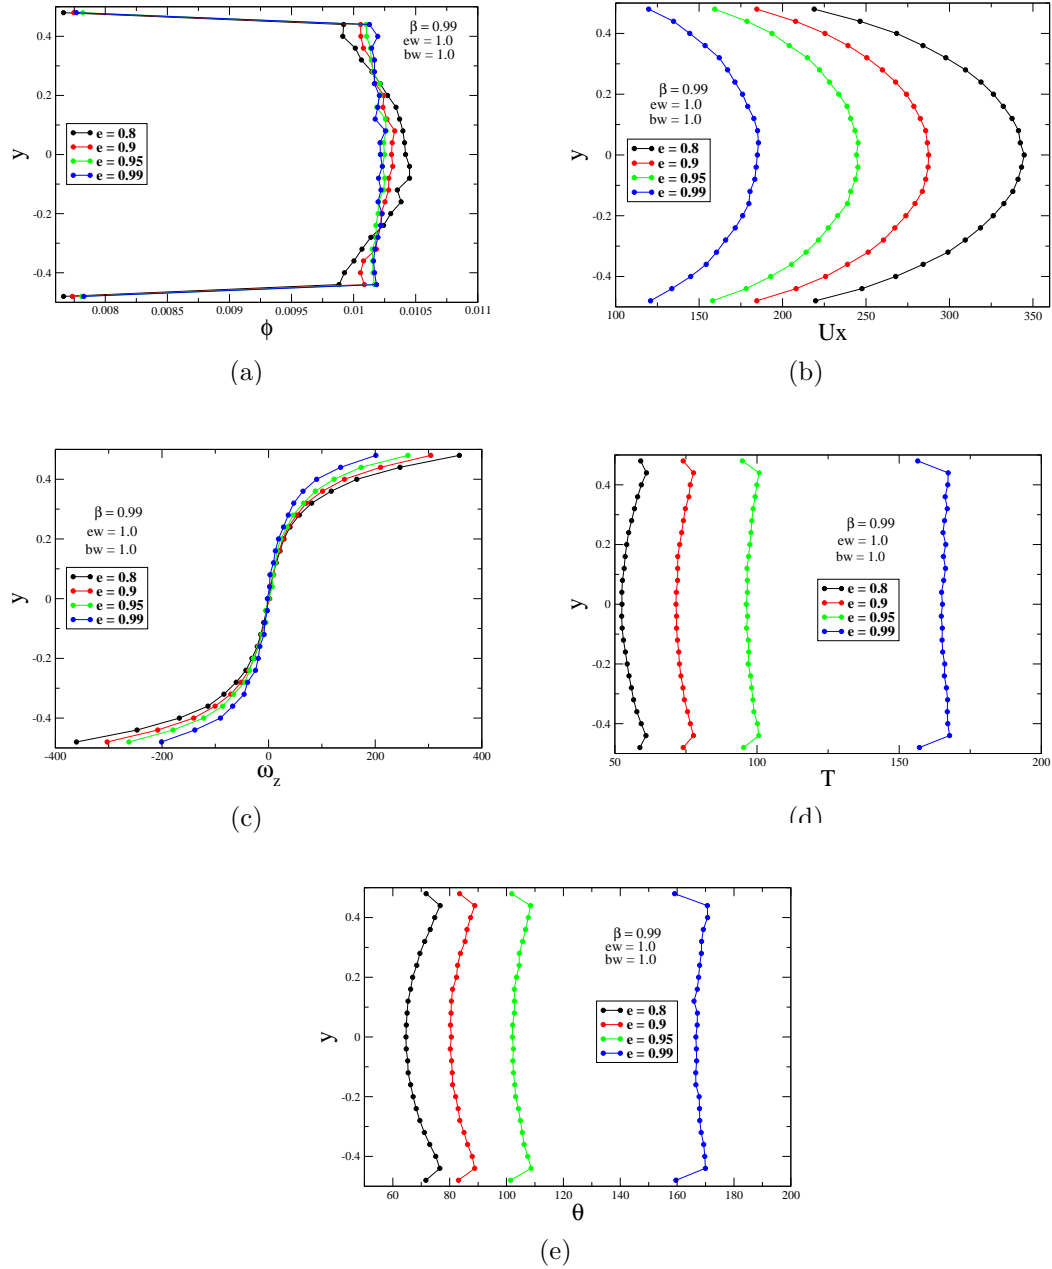 0.4
0.2
0
-0.2
-0.4
y
β = 0.99
ew = 1.0
bw = 1.0
e = 0.8
e = 0.9
e = 0.95
e = 0.99
0.008 0.0085 0.009 0.0095 0.01 0.0105 0.011
ϕ
(a)
0.4
0.2
0
-0.2
-0.4
y
β = 0.99
ew = 1.0
bw = 1.0
e = 0.8
e = 0.9
e = 0.95
e = 0.99
100 150 200 250 300 350
Ux
(b)
0.4
0.2
0
-0.2
-0.4
y
β = 0.99
ew = 1.0
bw = 1.0
e = 0.8
e = 0.9
e = 0.95
e = 0.99
-400 -200 0 200 400
ω_z
(c)
0.4
0.2
0
-0.2
-0.4
y
β = 0.99
ew = 1.0
bw = 1.0
e = 0.8
e = 0.9
e = 0.95
e = 0.99
50 100 150 200
T
(d)
0.4
0.2
0
-0.2
-0.4
y
β = 0.99
ew = 1.0
bw = 1.0
e = 0.8
e = 0.9
e = 0.95
e = 0.99
60 80 100 120 140 160 180 200
θ
(e)